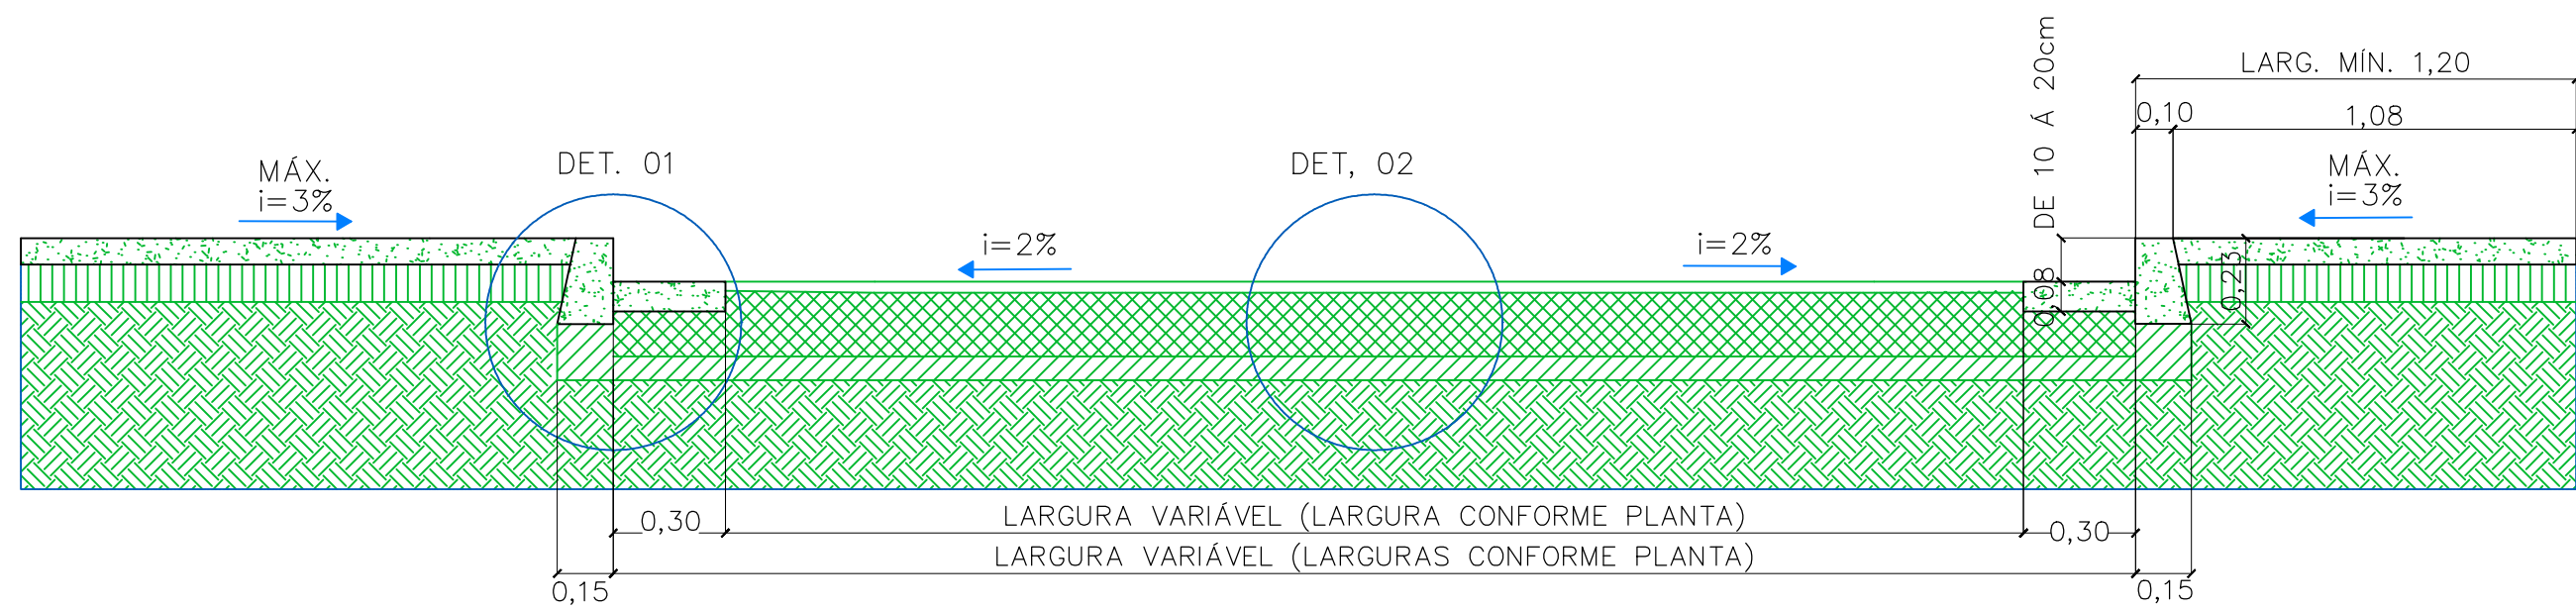 DE 10 Á 20cm
LARG. MÍN. 1,20
0,10
1,08
MÁX.
i=3%
DET. 01
DET, 02
MÁX.
i=3%
i=2%
i=2%
0,08
0,23
0,30
LARGURA VARIÁVEL (LARGURA CONFORME PLANTA)
0,30
LARGURA VARIÁVEL (LARGURAS CONFORME PLANTA)
0,15
0,15